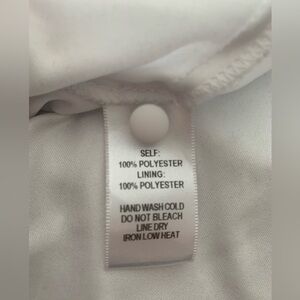 SELF:
100% POLYESTER
LINING:
100% POLYESTER
HAND WASH COLD
DO NOT BLEACH
LINE DRY
IRON LOW HEAT